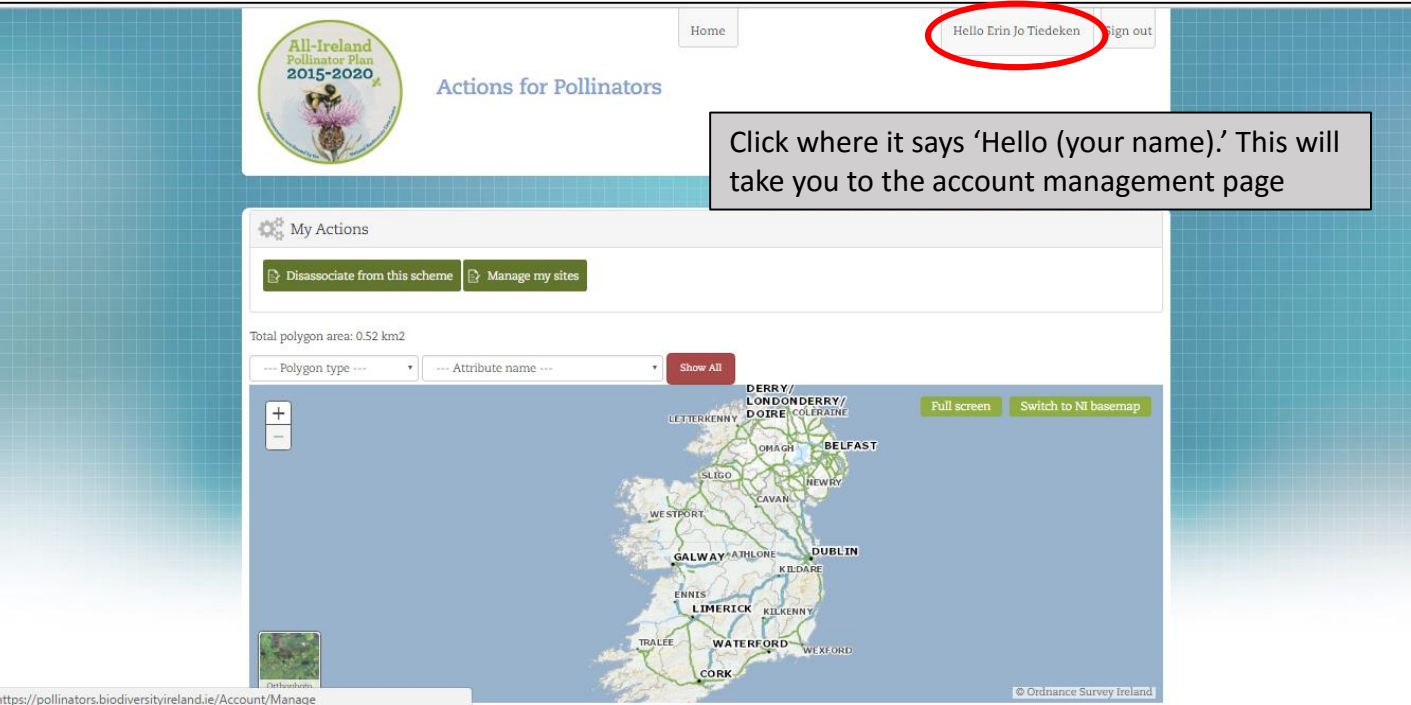 All-Ireland
Pollinator Plan
2015-2020
Home
Hello Erin Jo Tiedeken
Sign out
Actions for Pollinators
Click where it says ‘Hello (your name).’ This will
take you to the account management page
My Actions
Disassociate from this scheme
Manage my sites
Total polygon area: 0.52 km2
--- Polygon type ---
--- Attribute name ---
Show All
+
−
Full screen
Switch to NI basemap
DERRY/
LONDONDERRY/
DOIRE
COLERAINE
LETTERKENNY
OMAGH
BELFAST
SLIGO
NEWRY
CAVAN
WESTPORT
GALWAY
ATHLONE
DUBLIN
KILDARE
ENNIS
LIMERICK
KILKENNY
TRALEE
WATERFORD
WEXFORD
CORK
Orthophoto
© Ordnance Survey Ireland
https://pollinators.biodiversityireland.ie/Account/Manage